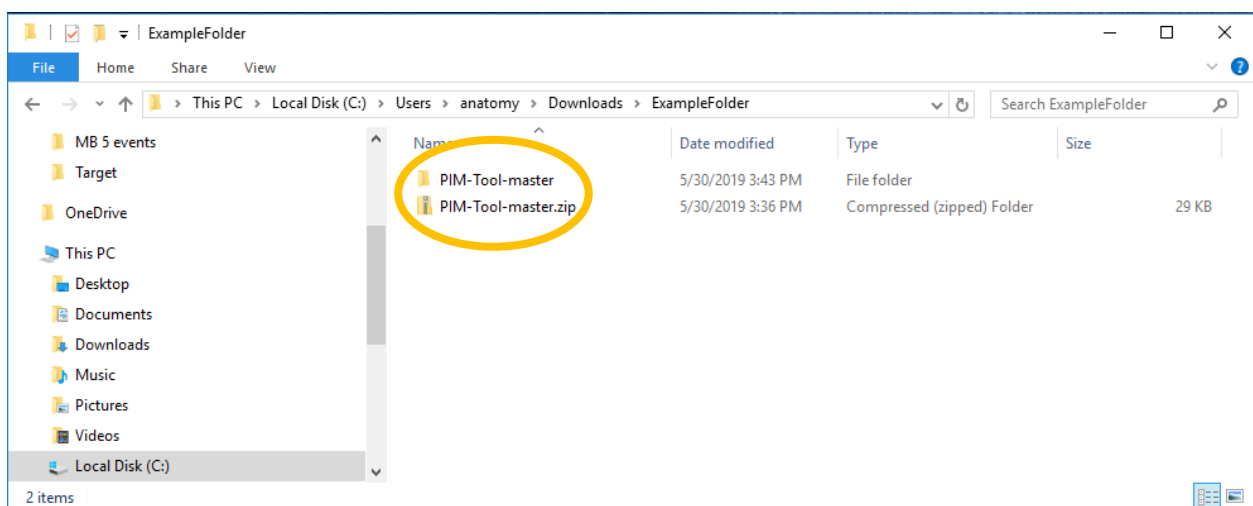 ExampleFolder
File Home Share View
This PC Local Disk (C:) Users anatomy Downloads ExampleFolder Search ExampleFolder
MB 5 events
Target
OneDrive
This PC
Desktop
Documents
Downloads
Music
Pictures
Videos
Local Disk (C:)
Name Date modified Type Size
PIM-Tool-master 5/30/2019 3:43 PM File folder
PIM-Tool-master.zip 5/30/2019 3:36 PM Compressed (zipped) Folder 29 KB
2 items